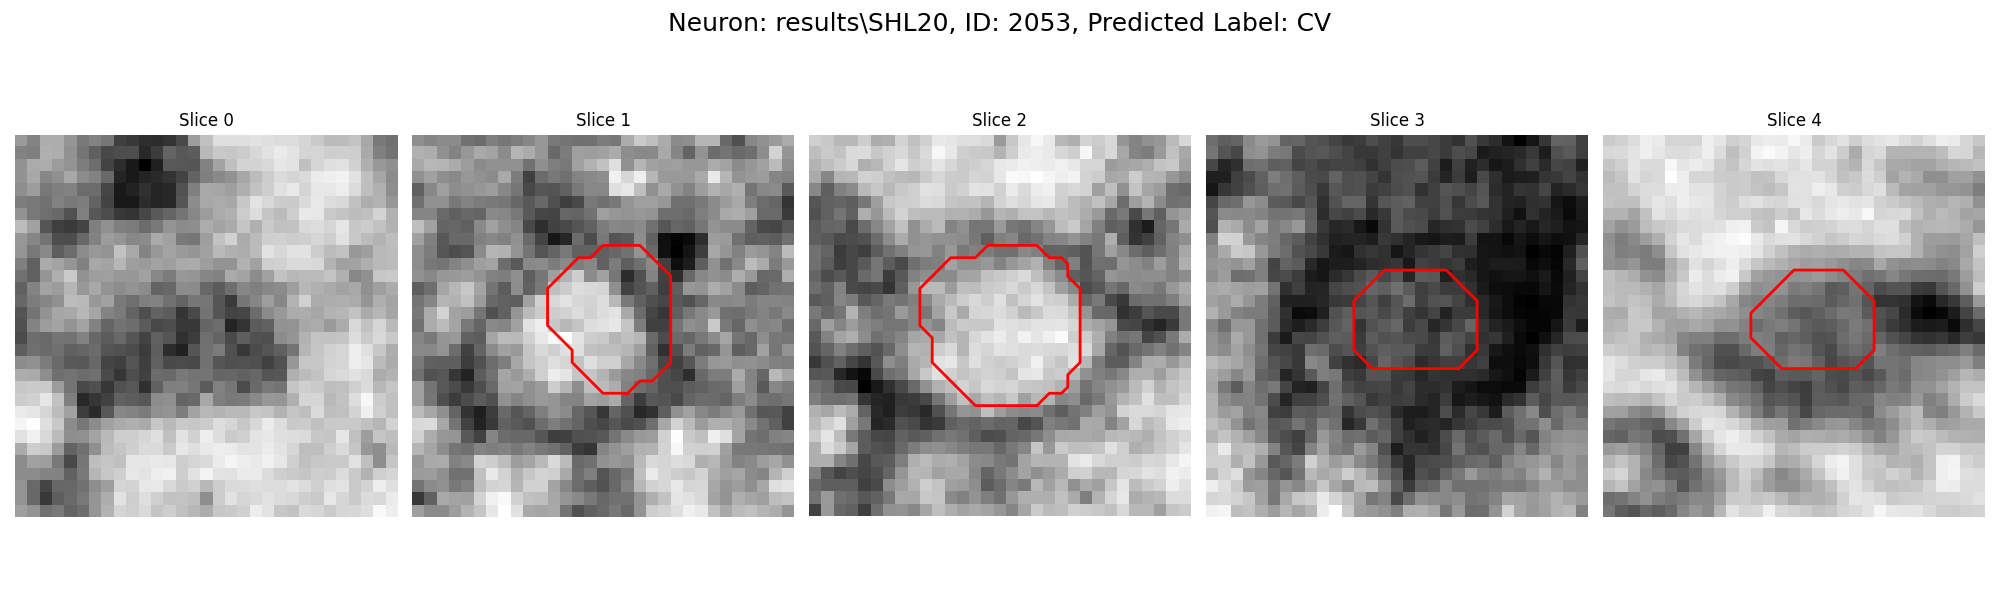 Neuron: results\SHL20, ID: 2053, Predicted Label: CV
Slice 0
Slice 1
Slice 2
Slice 3
Slice 4